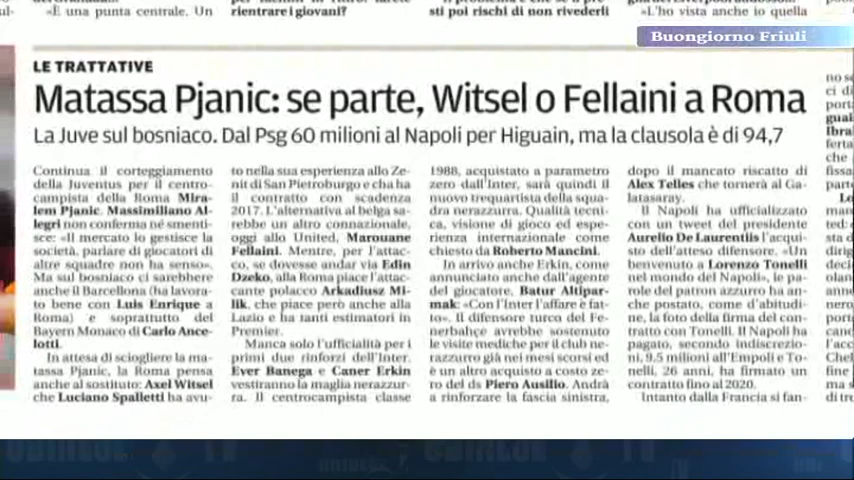 «È una punta centrale. Un
rientrare i giovani?
sti poi rischi di non rivederli
«L'ho vista anche io quella
Buongiorno Friuli
LE TRATTATIVE
Matassa Pjanic: se parte, Witsel o Fellaini a Roma
La Juve sul bosniaco. Dal Psg 60 milioni al Napoli per Higuain, ma la clausola è di 94,7
Continua il corteggiamento
della Juventus per il centro-
campista della Roma Mira-
lem Pjanic. Massimiliano Al-
legri non conferma né smenti-
sce: «Il mercato lo gestisce la
società, parlare di giocatori di
altre squadre non ha senso».
Ma sul bosniaco ci sarebbere
anche il Barcellona (ha lavora-
to bene con Luis Enrique a
Roma) e soprattutto del
Bayern Monaco di Carlo Ance-
lotti.
In attesa di sciogliere la ma-
tassa Pjanic, la Roma pensa
anche al sostituto: Axel Witsel
che Luciano Spalletti ha avu-
to nella sua esperienza allo Ze-
nit di San Pietroburgo e cha ha
il contratto con scadenza
2017. L'alternativa al belga sa-
rebbe un altro connazionale,
oggi allo United, Marouane
Fellaini. Mentre, per l'attac-
co, se dovesse andar via Edin
Dzeko, alla Roma piace l'attac-
cante polacco Arkadiusz Mi-
lik, che piace però anche alla
Lazio e ha tanti estimatori in
Premier.
Manca solo l'ufficialità per i
primi due rinforzi dell'Inter.
Ever Banega e Caner Erkin
vestiranno la maglia nerazzur-
ra. Il centrocampista classe
1988, acquistato a parametro
zero dall'Inter, sarà quindi il
nuovo trequartista della squa-
dra nerazzurra. Qualità tecni-
ca, visione di gioco ed espe-
rienza internazionale come
chiesto da Roberto Mancini.
In arrivo anche Erkin, come
annunciato anche dall'agente
del giocatore, Batur Altipar-
mak: «Con l'Inter l'affare è fat-
to». Il difensore turco del Fe-
nerbahçe avrebbe sostenuto
le visite mediche per il club ne-
razzurro già nei mesi scorsi ed
è un altro acquisto a costo ze-
ro del ds Piero Ausilio. Andrà
a rinforzare la fascia sinistra,
dopo il mancato riscatto di
Alex Telles che tornerà al Ga-
latasaray.
Il Napoli ha ufficializzato
con un tweet del presidente
Aurelio De Laurentiis l'acqui-
sto dell'atteso difensore. «Un
benvenuto a Lorenzo Tonelli
nel mondo del Napoli», le pa-
role del patron azzurro ha an-
che postato, come d'abitudi-
ne, la foto della firma del con-
tratto con Tonelli. Il Napoli ha
pagato, secondo indiscrezio-
ni, 9,5 milioni all'Empoli e To-
nelli, 26 anni, ha firmato un
contratto fino al 2020.
Intanto dalla Francia si fan-